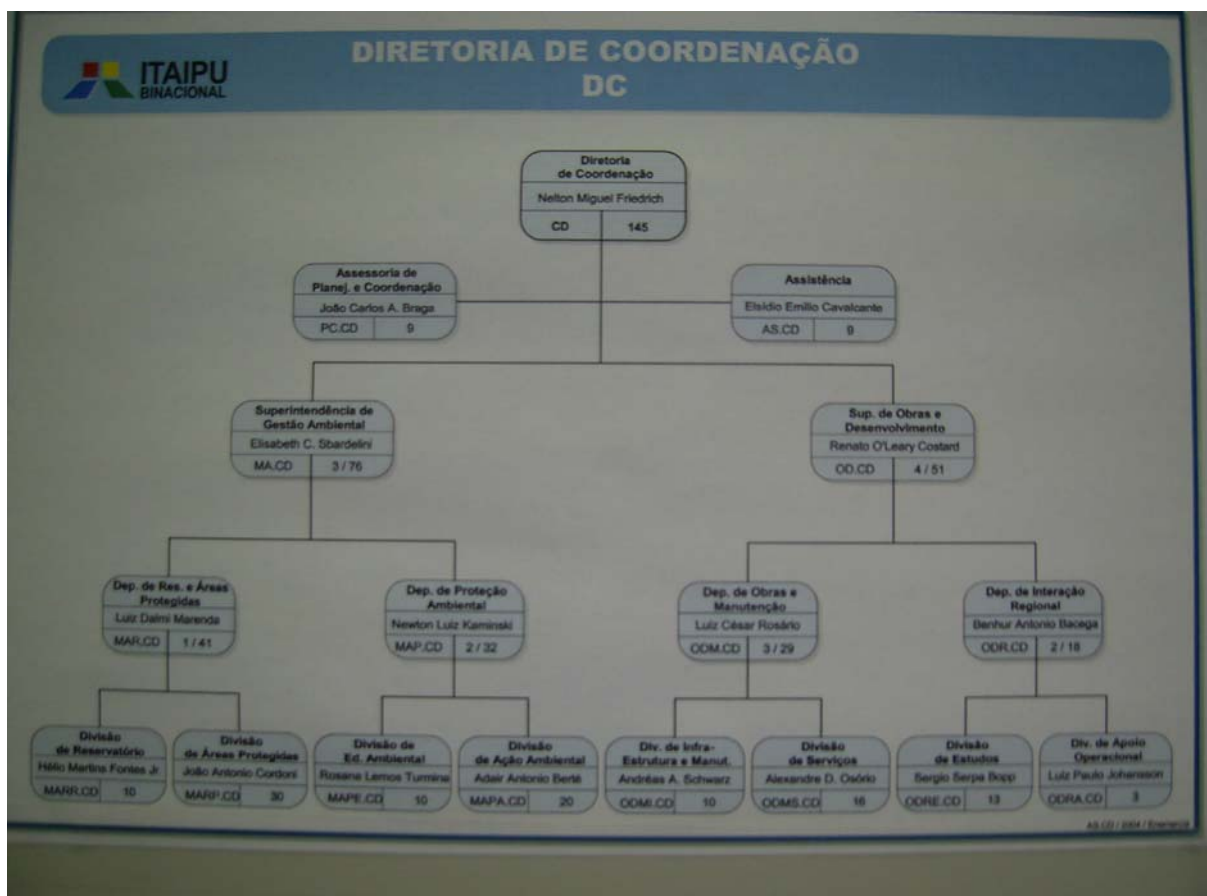 ITAIPU
BINACIONAL
DIRETORIA DE COORDENAÇÃO
DC
Diretoria
de Coordenação
Nelton Miguel Friedrich
CD 145
Assessoria de
Planej. e Coordenação
João Carlos A. Braga
PC.CD 9
Assistência
Elsídio Emílio Cavalcante
AS.CD 9
Superintendência de
Gestão Ambiental
Elisabeth C. Sbardelini
MA.CD 3 / 76
Sup. de Obras e
Desenvolvimento
Renato O'Leary Costard
OD.CD 4 / 51
Dep. de Res. e Áreas
Protegidas
Luiz Dalmi Marenda
MAR.CD 1 / 41
Dep. de Proteção
Ambiental
Newton Luiz Kaminski
MAP.CD 2 / 32
Dep. de Obras e
Manutenção
Luiz César Rosário
ODM.CD 3 / 29
Dep. de Interação
Regional
Benhur Antonio Bacega
ODR.CD 2 / 18
Divisão
de Reservatório
Hélio Martins Fontes Jr
MARR.CD 10
Divisão
de Áreas Protegidas
João Antonio Cordoni
MARP.CD 30
Divisão de
Ed. Ambiental
Rosana Lemos Turmina
MAPE.CD 10
Divisão
de Ação Ambiental
Adair Antonio Berté
MAPA.CD 20
Div. de Infra-
Estrutura e Manut.
Andréas A. Schwarz
ODMI.CD 10
Divisão
de Serviços
Alexandre D. Osório
ODMS.CD 16
Divisão
de Estudos
Sergio Serpa Bopp
ODRE.CD 13
Div. de Apoio
Operacional
Luiz Paulo Johansson
ODRA.CD 3
AS.CD / 2004 /